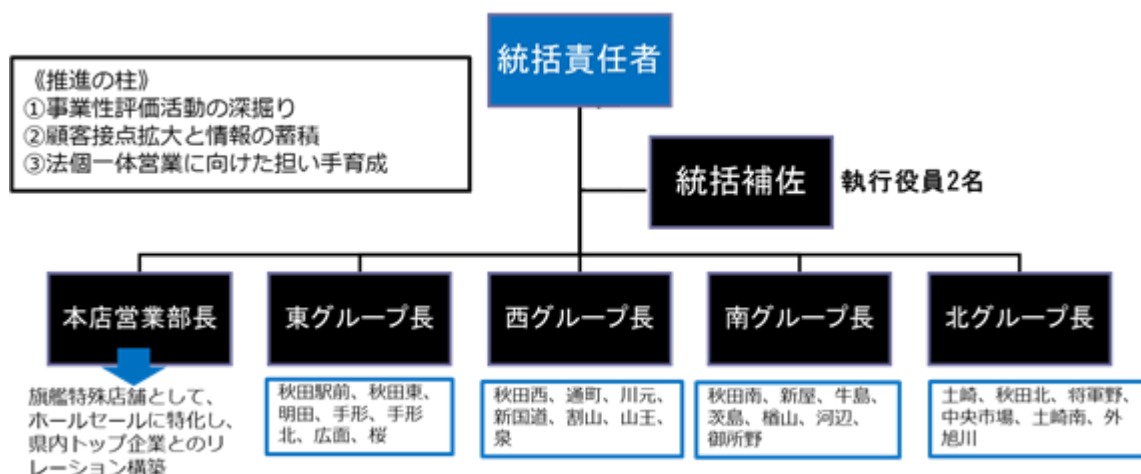 統括責任者
《推進の柱》
①事業性評価活動の深掘り
②顧客接点拡大と情報の蓄積
③法個一体営業に向けた担い手育成
統括補佐
執行役員2名
本店営業部長
東グループ長
西グループ長
南グループ長
北グループ長
旗艦特殊店舗として、
ホールセールに特化し、
県内トップ企業とのリ
レーション構築
秋田駅前、秋田東、
明田、手形、手形
北、広面、桜
秋田西、通町、川元、
新国道、割山、山王、
泉
秋田南、新屋、牛島、
茨島、楢山、河辺、
御所野
土崎、秋田北、将軍野、
中央市場、土崎南、外
旭川